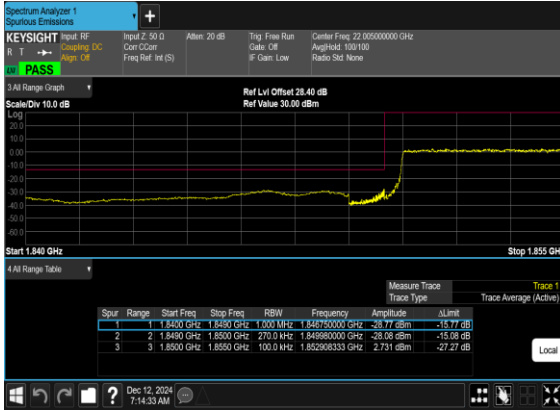 Spectrum Analyzer 1
Spurious Emissions
+
KEYSIGHT Input: RF Input Z: 50 Ω Atten: 20 dB Trig: Free Run Center Freq: 22.005000000 GHz
R T Coupling: DC Corr CCorr Gate: Off Avg|Hold: 100/100
Align: Off Freq Ref: Int (S) IF Gain: Low Radio Std: None
PASS
3 All Range Graph
Ref Lvl Offset 28.40 dB
Scale/Div 10.0 dB Ref Value 30.00 dBm
Log
20.0
10.0
0.00
-10.0
-20.0
-30.0
-40.0
-50.0
-60.0
Start 1.840 GHz Stop 1.855 GH
4 All Range Table
Measure Trace Trace 1
Trace Type Trace Average (Active)
Spur Range Start Freq Stop Freq RBW Frequency Amplitude ΔLimit
1 1 1.8400 GHz 1.8490 GHz 1.000 MHz 1.846750000 GHz -28.77 dBm -15.77 dB
2 2 1.8490 GHz 1.8500 GHz 270.0 kHz 1.849980000 GHz -28.08 dBm -15.08 dB
3 3 1.8500 GHz 1.8550 GHz 100.0 kHz 1.852908333 GHz 2.731 dBm -27.27 dB
Local
? Dec 12, 2024
7:14:33 AM